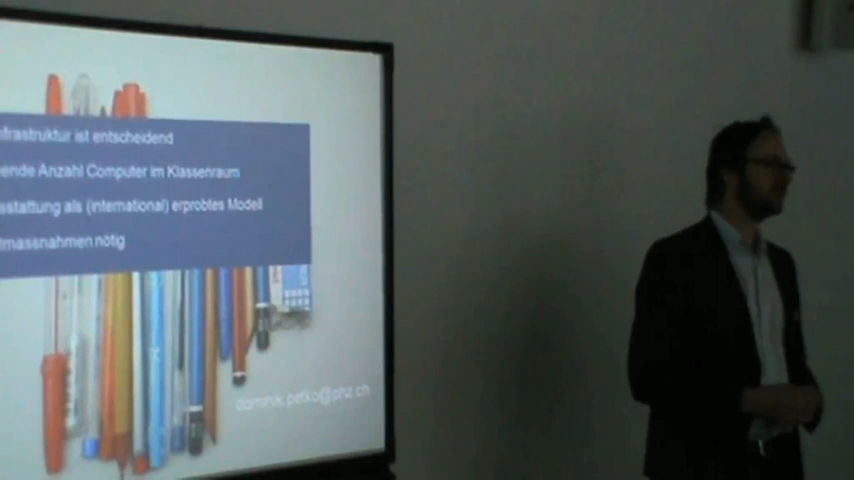 nfrastruktur ist entscheidend
ende Anzahl Computer im Klassenraum
sstattung als (international) erprobtes Modell
tmassnahmen nötig
dominik.petko@phz.ch